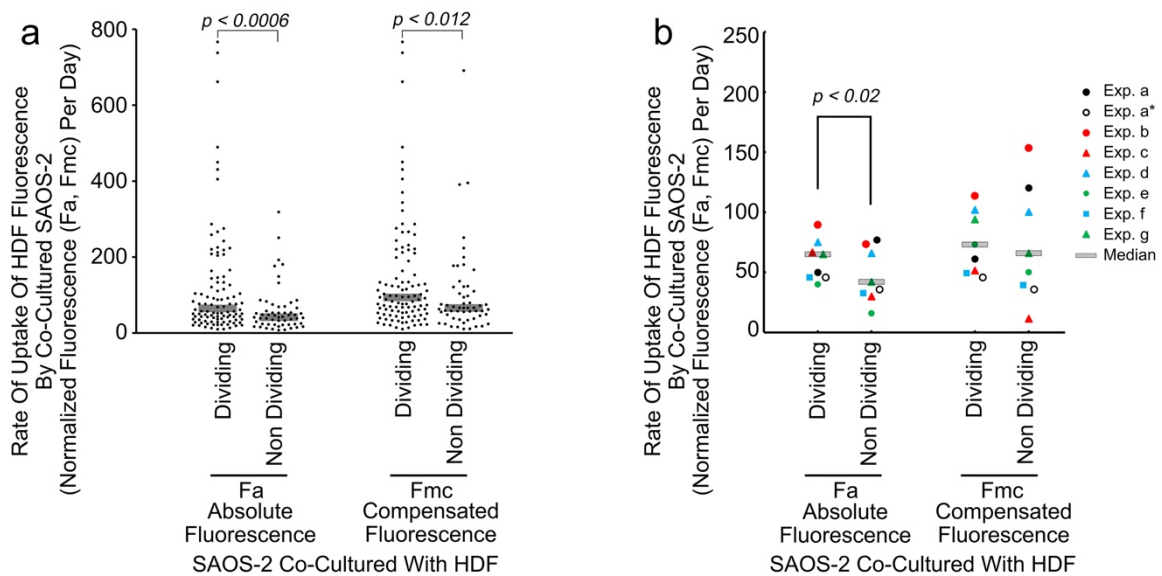 a
Rate Of Uptake Of HDF Fluorescence
By Co-Cultured SAOS-2
(Normalized Fluorescence (Fa, Fmc) Per Day)
800
600
400
200
0
p < 0.0006
p < 0.012
Dividing
Non Dividing
Dividing
Non Dividing
Fa
Absolute
Fluorescence
Fmc
Compensated
Fluorescence
SAOS-2 Co-Cultured With HDF
b
Rate Of Uptake Of HDF Fluorescence
By Co-Cultured SAOS-2
(Normalized Fluorescence (Fa, Fmc) Per Day)
250
200
150
100
50
0
p < 0.02
Dividing
Non Dividing
Dividing
Non Dividing
Fa
Absolute
Fluorescence
Fmc
Compensated
Fluorescence
SAOS-2 Co-Cultured With HDF
Exp. a
Exp. a*
Exp. b
Exp. c
Exp. d
Exp. e
Exp. f
Exp. g
Median